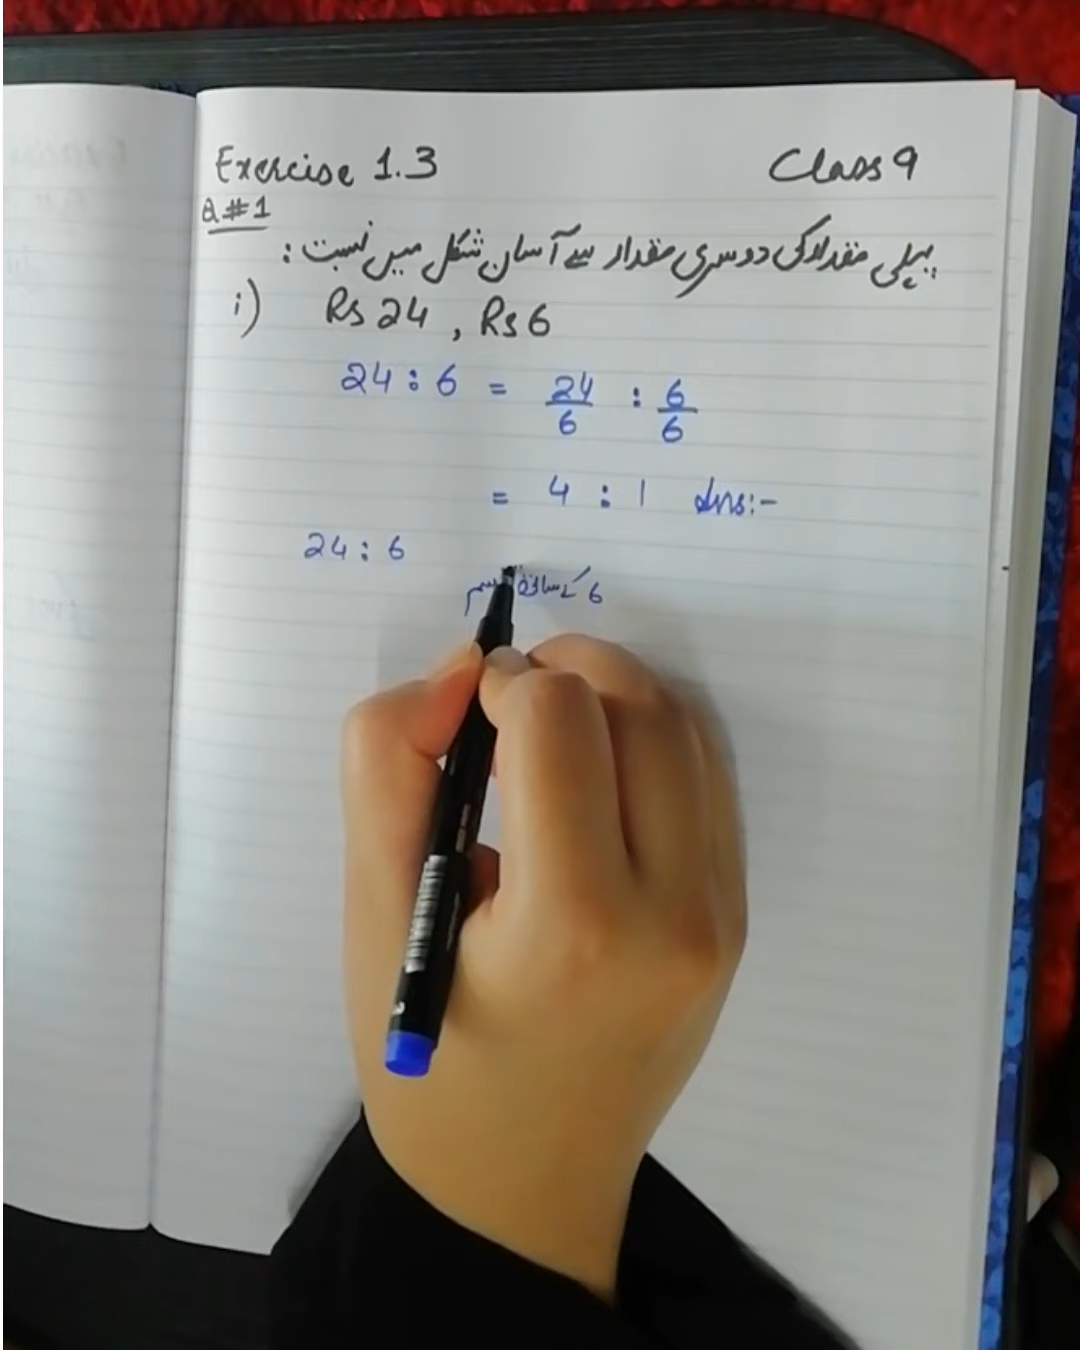 Exercise 1.3 Class 9
Q#1
پہلی مقدار کی دوسری مقدار سے آسان شکل میں نسبت :
i) Rs 24 , Rs 6
24 : 6 = 24/6 : 6/6
= 4 : 1 Ans:-
24 : 6
6 کے ساتھ